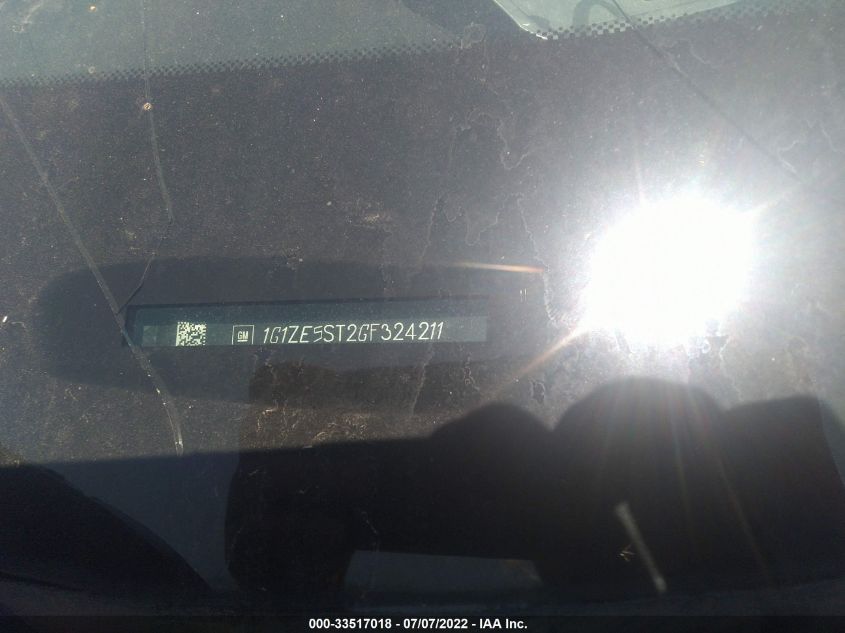 GM 1G1ZE5ST2GF324211
000-33517018 - 07/07/2022 - IAA Inc.